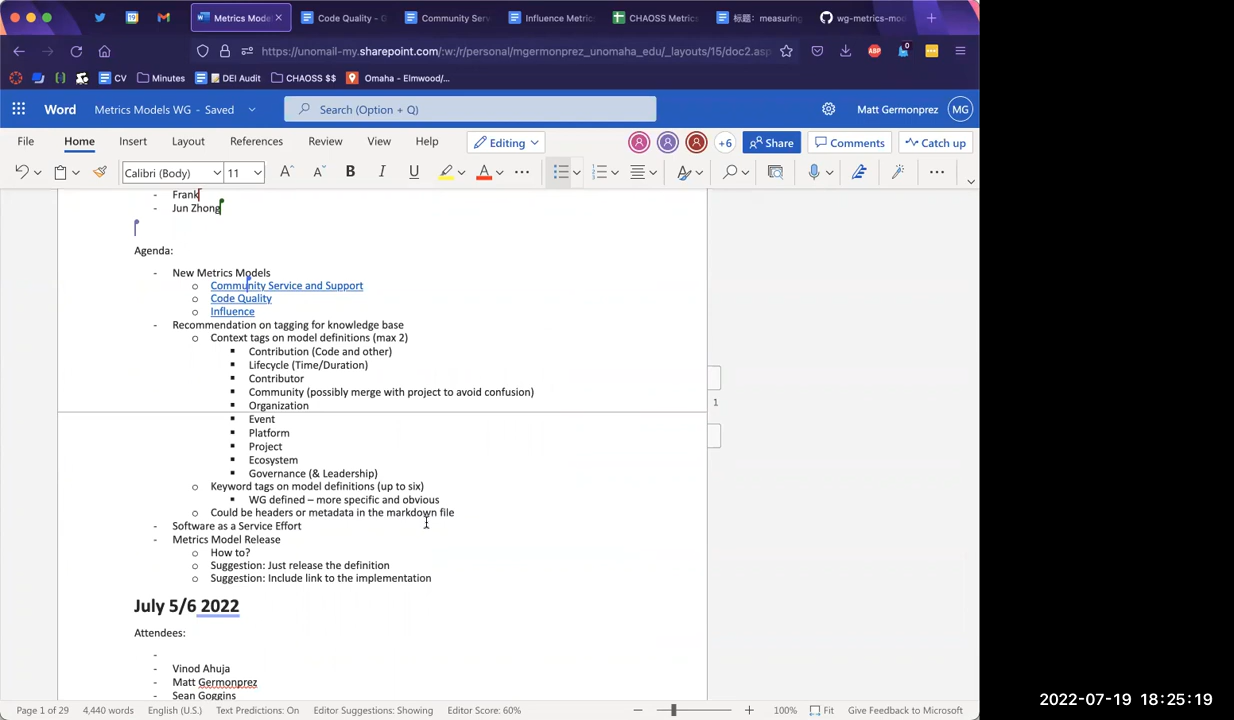 Metrics Mode
Code Quality - G
Community Serv
Influence Metric
CHAOSS Metric
标题：measuring
wg-metrics-mod
https://unomail-my.sharepoint.com/:w:/r/personal/mgermonprez_unomaha_edu/_layouts/15/doc2.asp
ABP
0
CV
Minutes
DEI Audit
CHAOSS $$
Omaha - Elmwood/...
Word
Metrics Models WG - Saved
Search (Option + Q)
Matt Germonprez
MG
File
Home
Insert
Layout
References
Review
View
Help
Editing
+6
Share
Comments
Catch up
Calibri (Body)
11
- Frank
- Jun Zhong
Agenda:
- New Metrics Models
o Community Service and Support
o Code Quality
o Influence
- Recommendation on tagging for knowledge base
o Context tags on model definitions (max 2)
▪ Contribution (Code and other)
▪ Lifecycle (Time/Duration)
▪ Contributor
▪ Community (possibly merge with project to avoid confusion)
▪ Organization
1
▪ Event
▪ Platform
▪ Project
▪ Ecosystem
▪ Governance (& Leadership)
o Keyword tags on model definitions (up to six)
▪ WG defined – more specific and obvious
o Could be headers or metadata in the markdown file
- Software as a Service Effort
- Metrics Model Release
o How to?
o Suggestion: Just release the definition
o Suggestion: Include link to the implementation
July 5/6 2022
Attendees:
-
- Vinod Ahuja
- Matt Germonprez
- Sean Goggins
Page 1 of 29
4,440 words
English (U.S.)
Text Predictions: On
Editor Suggestions: Showing
Editor Score: 60%
100%
Fit
Give Feedback to Microsoft
2022-07-19 18:25:19